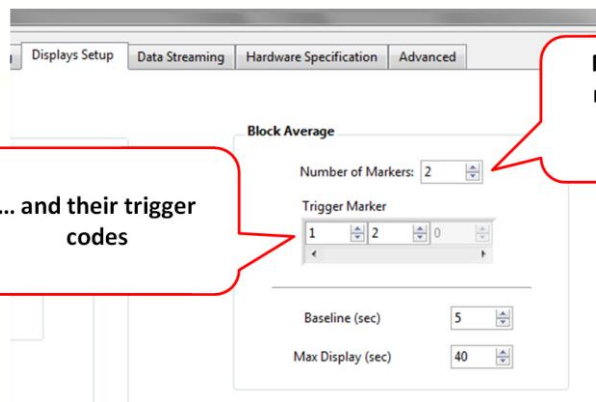 Displays Setup Data Streaming Hardware Specification Advanced
Block Average
Number of Markers: 2
... and their trigger
codes
Trigger Marker
1 2 0
Baseline (sec) 5
Max Display (sec) 40